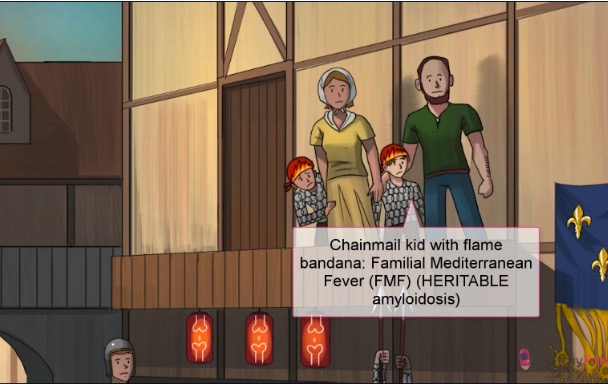 Chainmail kid with flame
bandana: Familial Mediterranean
Fever (FMF) (HERITABLE
amyloidosis)